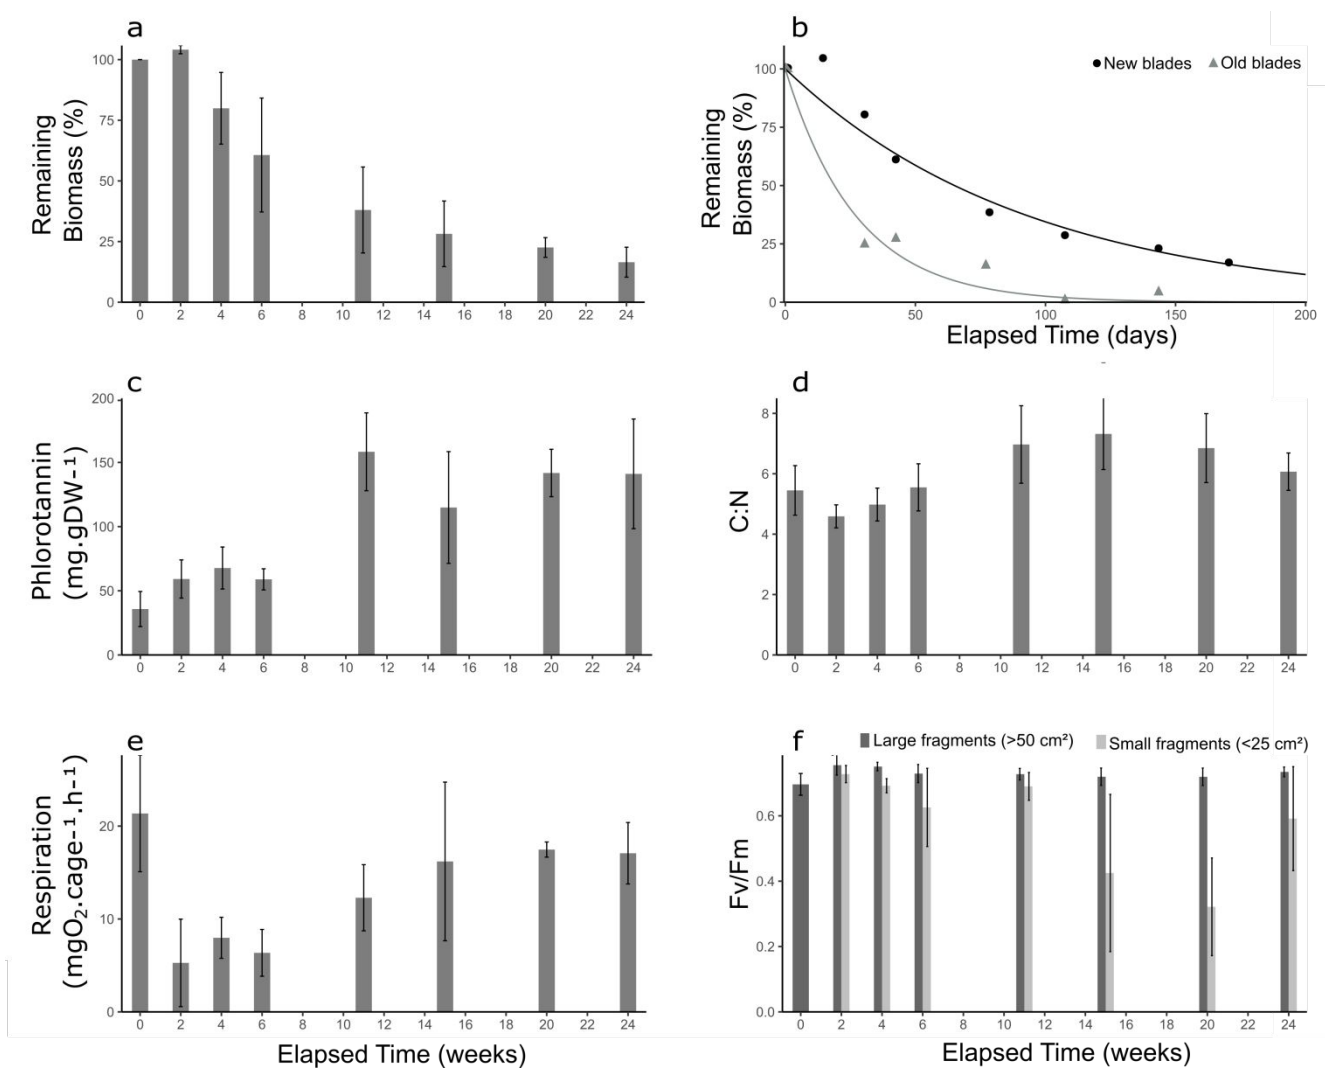 a
Remaining
Biomass (%)
100
75
50
25
0
0 2 4 6 8 10 12 14 16 18 20 22 24
b
New blades Old blades
Remaining
Biomass (%)
100
75
50
25
0
0 50 100 150 200
Elapsed Time (days)
c
Phlorotannin
(mg.gDW-¹)
200
150
100
50
0
0 2 4 6 8 10 12 14 16 18 20 22 24
d
C:N
8
6
4
2
0
0 2 4 6 8 10 12 14 16 18 20 22 24
e
Respiration
(mgO₂.cage-¹.h-¹)
20
10
0
0 2 4 6 8 10 12 14 16 18 20 22 24
Elapsed Time (weeks)
f
Large fragments (>50 cm²) Small fragments (<25 cm²)
Fv/Fm
0.6
0.4
0.2
0.0
0 2 4 6 8 10 12 14 16 18 20 22 24
Elapsed Time (weeks)